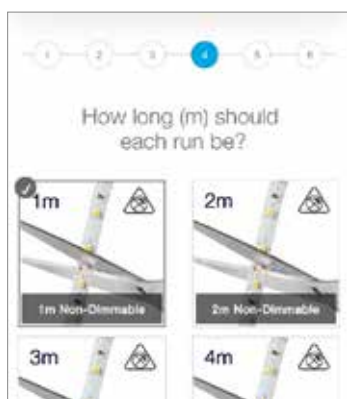 1 2 3 4 5 6
How long (m) should
each run be?
1m
2m
1m Non-Dimmable
2m Non-Dimmable
3m
4m